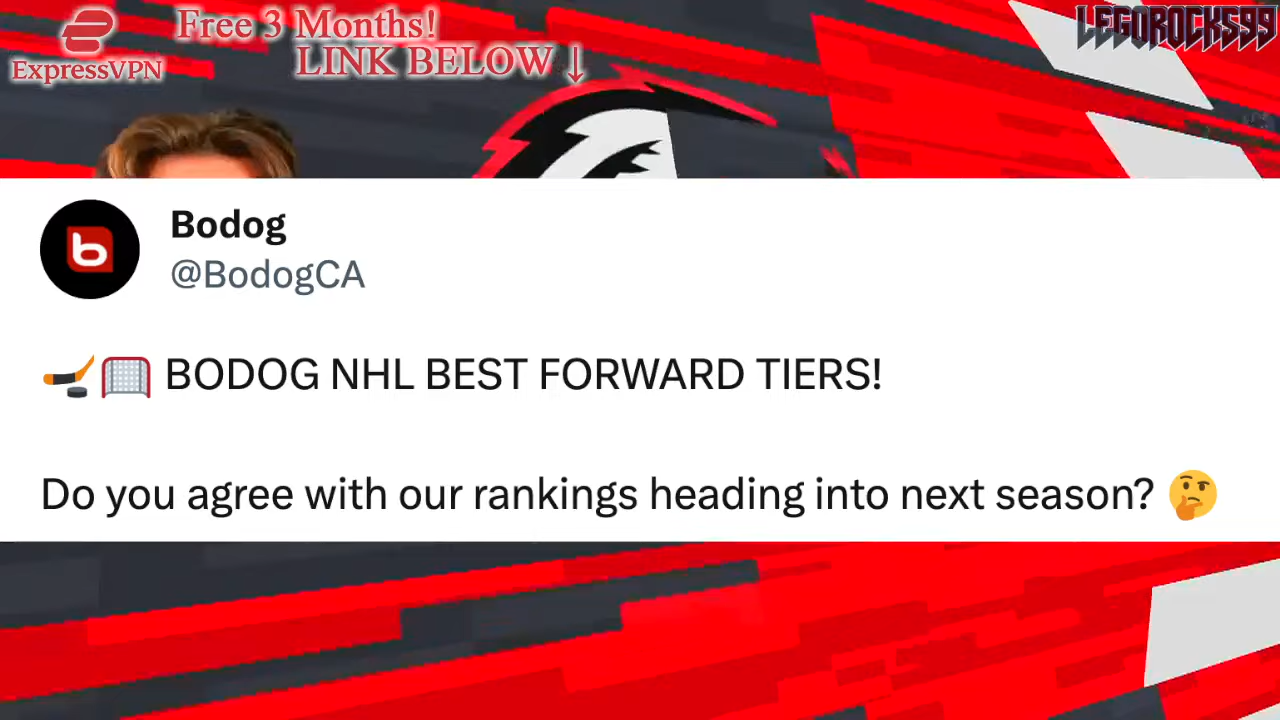 Free 3 Months!
LINK BELOW ↓
ExpressVPN
LEGOROCKS99
Bodog
@BodogCA
🏒🥅 BODOG NHL BEST FORWARD TIERS!
Do you agree with our rankings heading into next season? 🤔